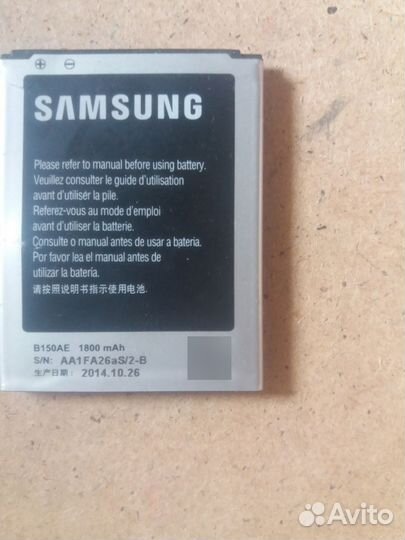 SAMSUNG
Please refer to manual before using battery.
Veuillez consulter le guide d'utilisation
avant d'utiliser la pile.
Referez-vous au mode d'emploi
avant d'utiliser la batterie.
Consulte o manual antes de usar a bateria.
Por favor lea el manual antes de
utilizar la batería.
请按照说明书指示使用电池.
B150AE 1800 mAh
S/N: AA1FA26aS/2-B
生产日期: 2014.10.26
Avito